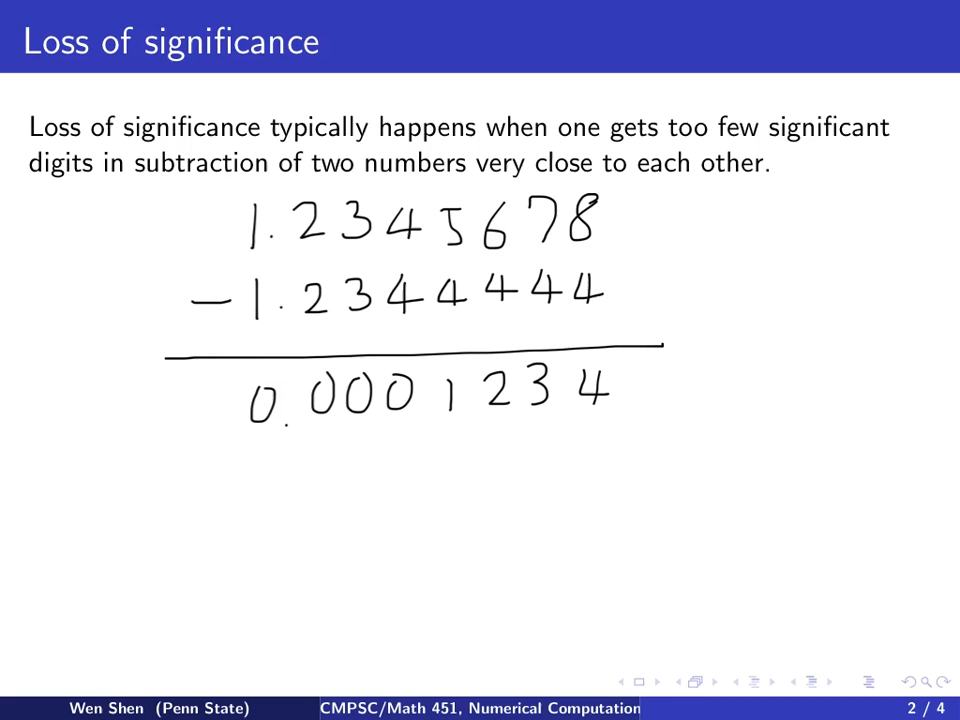 Loss of significance
Loss of significance typically happens when one gets too few significant
digits in subtraction of two numbers very close to each other.
1.2345678
-1.2344444
0.0001234
Wen Shen (Penn State)
CMPSC/Math 451, Numerical Computation
2 / 4